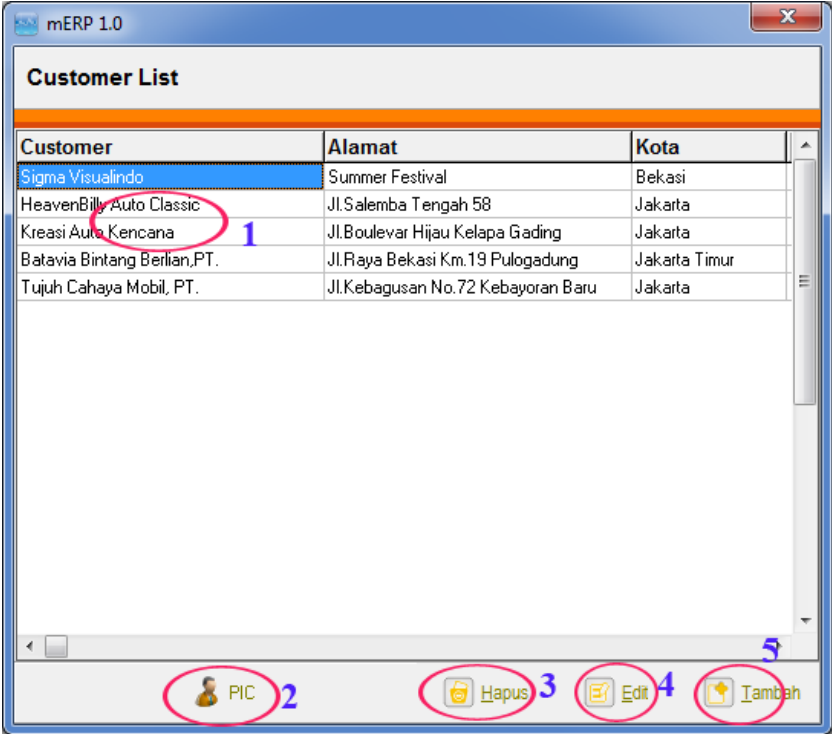 mERP 1.0
Customer List
Customer Alamat Kota
Sigma Visualindo Summer Festival Bekasi
HeavenBilly Auto Classic Jl.Salemba Tengah 58 Jakarta
Kreasi Auto Kencana Jl.Boulevar Hijau Kelapa Gading Jakarta
1
Batavia Bintang Berlian,PT. Jl.Raya Bekasi Km.19 Pulogadung Jakarta Timur
Tujuh Cahaya Mobil, PT. Jl.Kebagusan No.72 Kebayoran Baru Jakarta
PIC 2 Hapus 3 Edit 4 Tambah 5